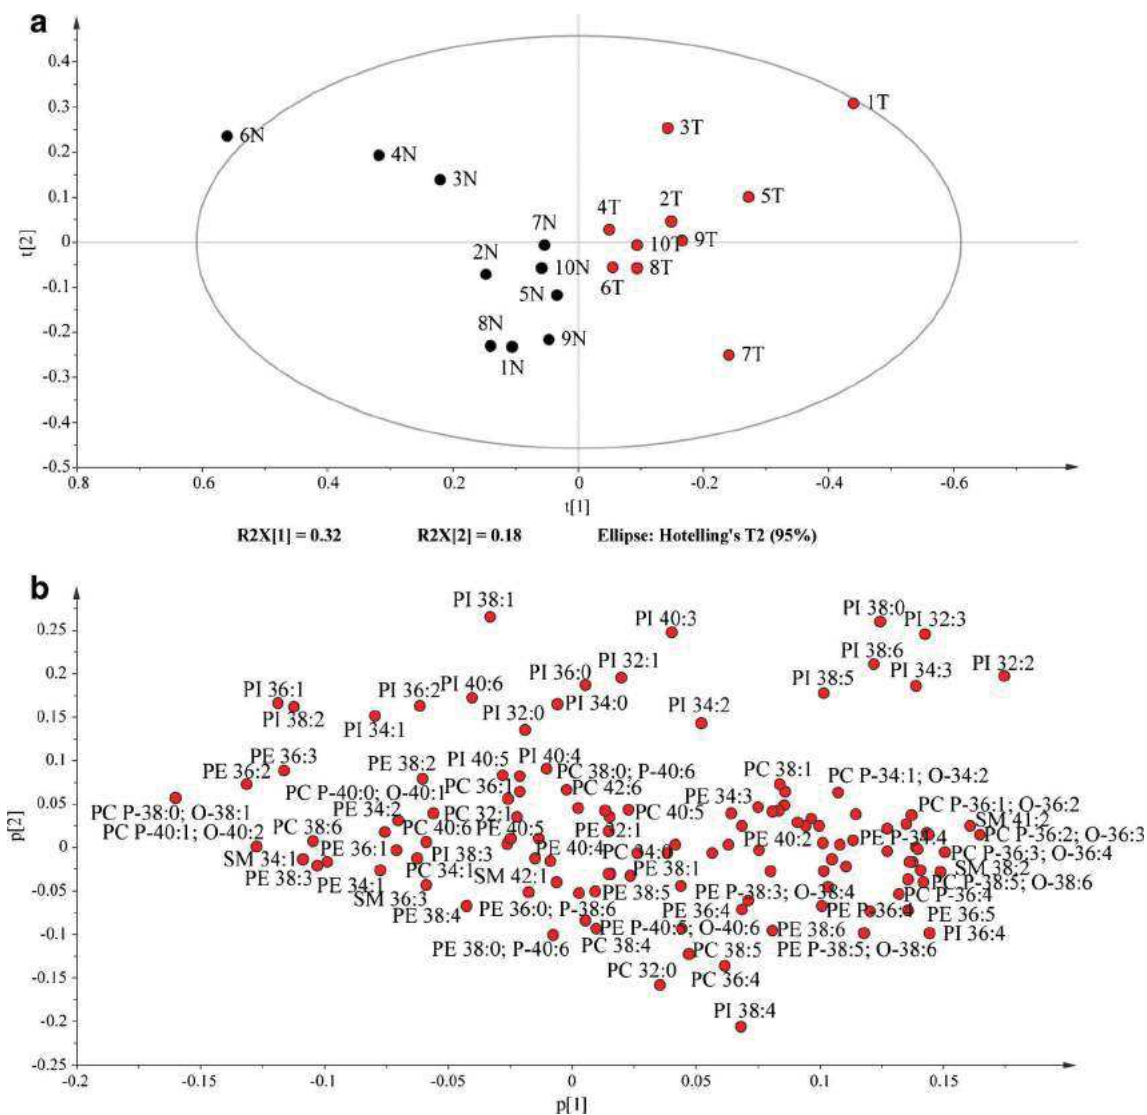 a
0.4
0.3
0.2
0.1
0
-0.1
-0.2
-0.3
-0.4
-0.5
t[2]
1T
3T
6N
4N
3N
5T
2T
4T
7N
10T
9T
2N
10N
8T
5N
6T
8N
9N
1N
7T
0.8 0.6 0.4 0.2 0 -0.2 -0.4 -0.6
t[1]
R2X[1] = 0.32 R2X[2] = 0.18 Ellipse: Hotelling's T2 (95%)
b
0.25
0.2
0.15
0.1
0.05
0
-0.05
-0.1
-0.15
-0.2
-0.25
p[2]
PI 38:1
PI 38:0
PI 40:3
PI 32:3
PI 38:6
PI 36:0
PI 32:1
PI 32:2
PI 34:3
PI 38:5
PI 36:1
PI 36:2
PI 40:6
PI 34:0
PI 34:2
PI 38:2
PI 34:1
PI 32:0
PE 36:3
PE 36:2
PE 38:2
PI 40:5
PI 40:4
PC 38:0; P-40:6
PC 38:1
PC P-34:1; O-34:2
PC P-40:0; O-40:1
PC 36:1
PC 42:6
PE 34:3
PC P-38:0; O-38:1
PE 34:2
PC 32:1
PC 40:5
PC P-36:1; O-36:2
SM 41:2
PC P-40:1; O-40:2
PC 38:6
PC 40:6
PE 40:5
PE 32:1
PE 40:2
PE P-34:4
PC P-36:2; O-36:3
PE 36:1
PI 38:3
PE 40:4
PC 34:0
PC P-36:3; O-36:4
SM 34:1
PC 34:1
SM 38:2
PE 38:3
SM 42:1
PC P-38:5; O-38:6
SM 36:3
PE 38:5
PE P-38:3; O-38:4
PC P-36:4
PE 38:4
PE 36:0; P-38:6
PE 36:4
PE P-36:4
PE 36:5
PE P-40:5; O-40:6
PE 38:6
PI 36:4
PE 38:0; P-40:6
PC 38:4
PC 38:5
PE P-38:5; O-38:6
PE 38:1
PC 32:0
PC 36:4
PI 38:4
-0.2 -0.15 -0.1 -0.05 0 0.05 0.1 0.15
p[1]